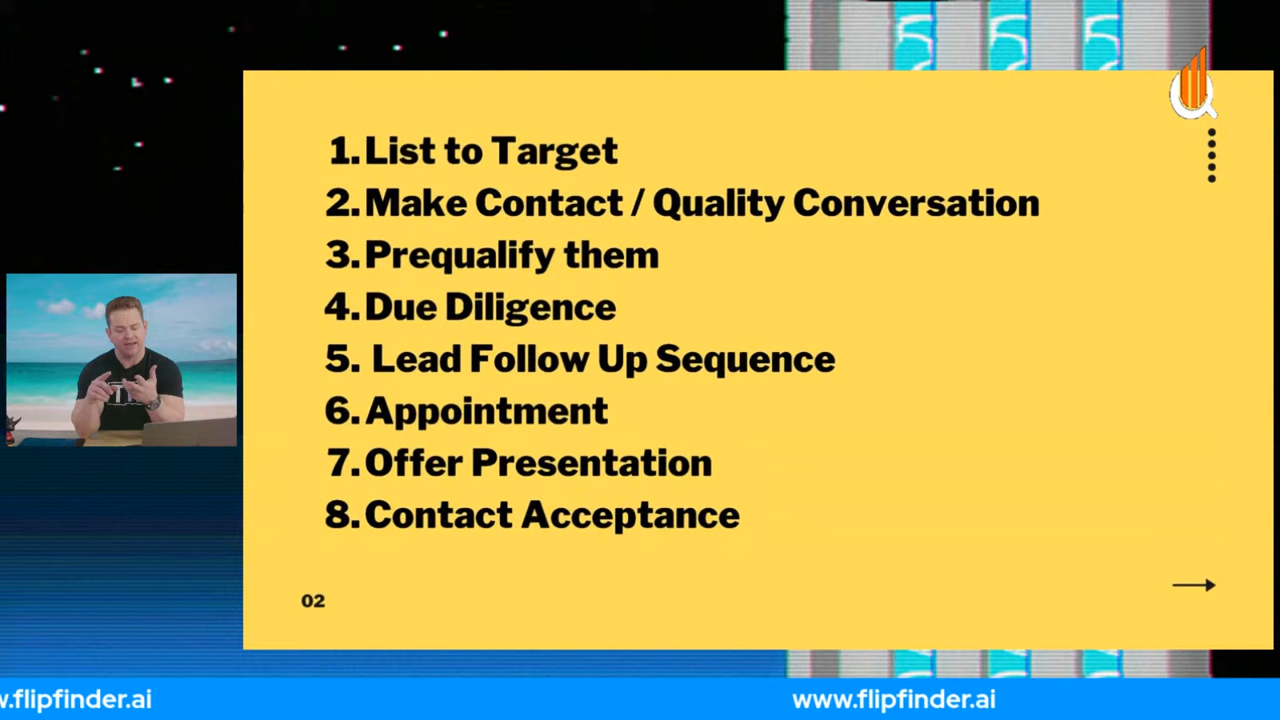 1. List to Target
2. Make Contact / Quality Conversation
3. Prequalify them
4. Due Diligence
5. Lead Follow Up Sequence
6. Appointment
7. Offer Presentation
8. Contact Acceptance
02
w.flipfinder.ai
www.flipfinder.ai